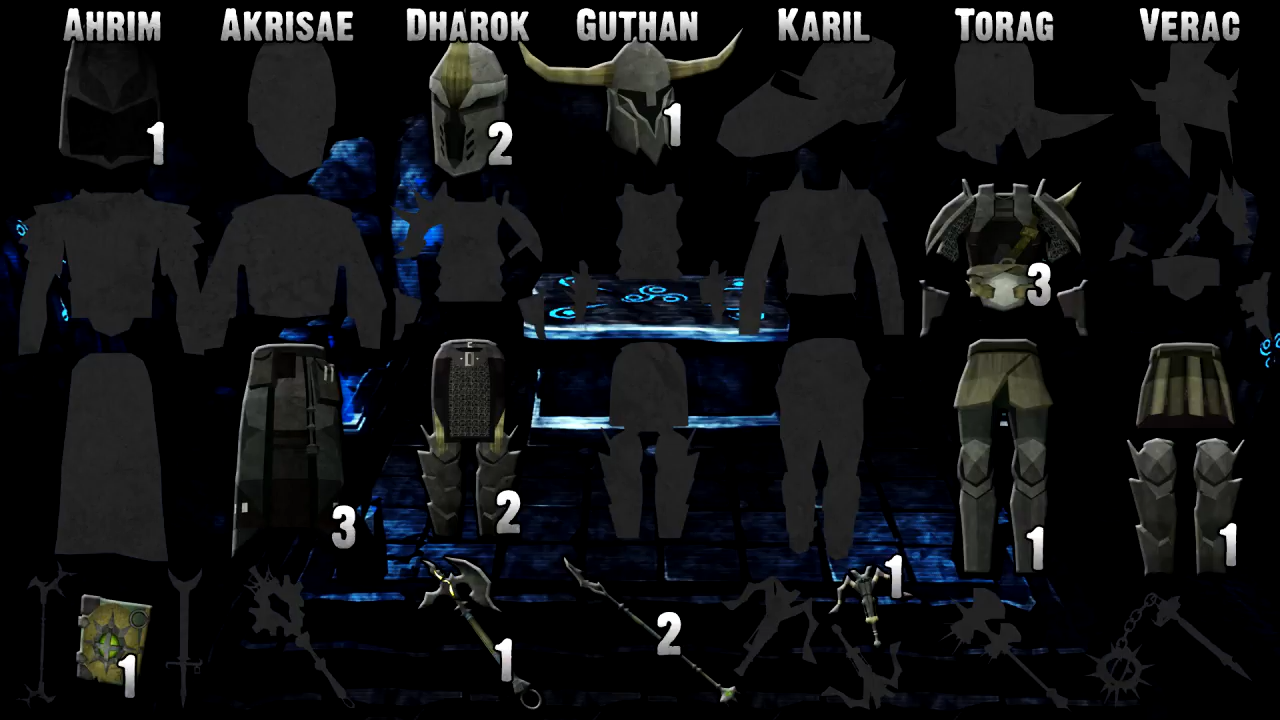 AHRIM AKRISAE DHAROK GUTHAN KARIL TORAG VERAC
1 2 1
3
3 2 1 1
1 1 2 1